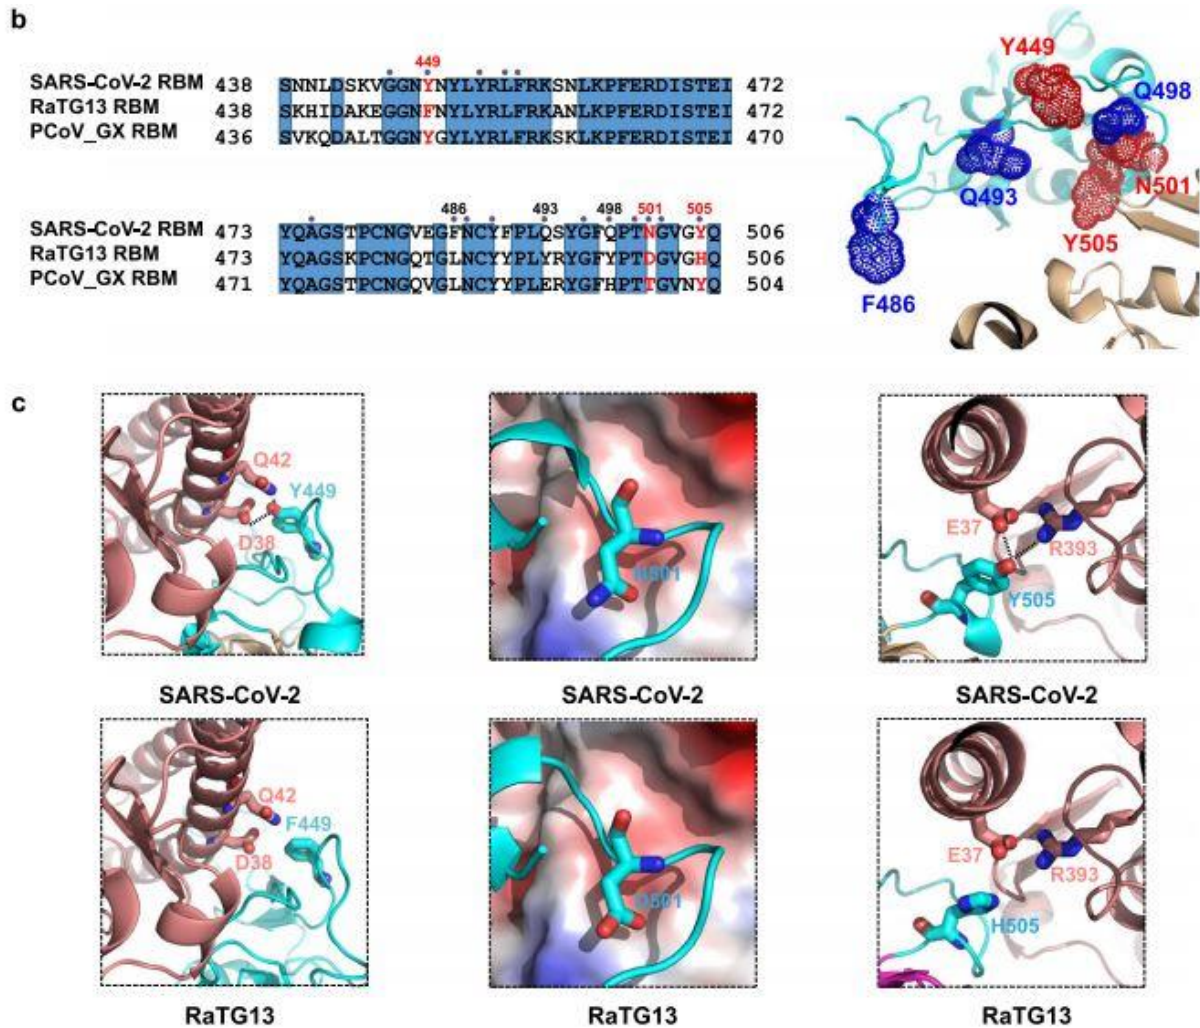 b
449
SARS-CoV-2 RBM 438 SNNLDSKVGGNYNYLYRLFRKSNLKPFERDISTEI 472
RaTG13 RBM 438 SKHIDAKEGGNFNYLYRLFRKANLKPFERDISTEI 472
PCoV_GX RBM 436 SVKQDALTGGNYGYLYRLFRKSKLKPFERDISTEI 470
486 493 498 501 505
SARS-CoV-2 RBM 473 YQAGSTPCNGVEGFNCYFPLQSYGFQPTNGVGYQ 506
RaTG13 RBM 473 YQAGSKPCNGQTGLNCYYPLYRYGFYPTDGVGHQ 506
PCoV_GX RBM 471 YQAGSTPCNGQVGLNCYYPLERYGFHPTTGVNYQ 504
Y449
Q498
Q493
N501
Y505
F486
c
Q42
Y449
D38
N501
E37
R393
Y505
SARS-CoV-2 SARS-CoV-2 SARS-CoV-2
Q42
F449
D38
D501
E37
R393
H505
RaTG13 RaTG13 RaTG13